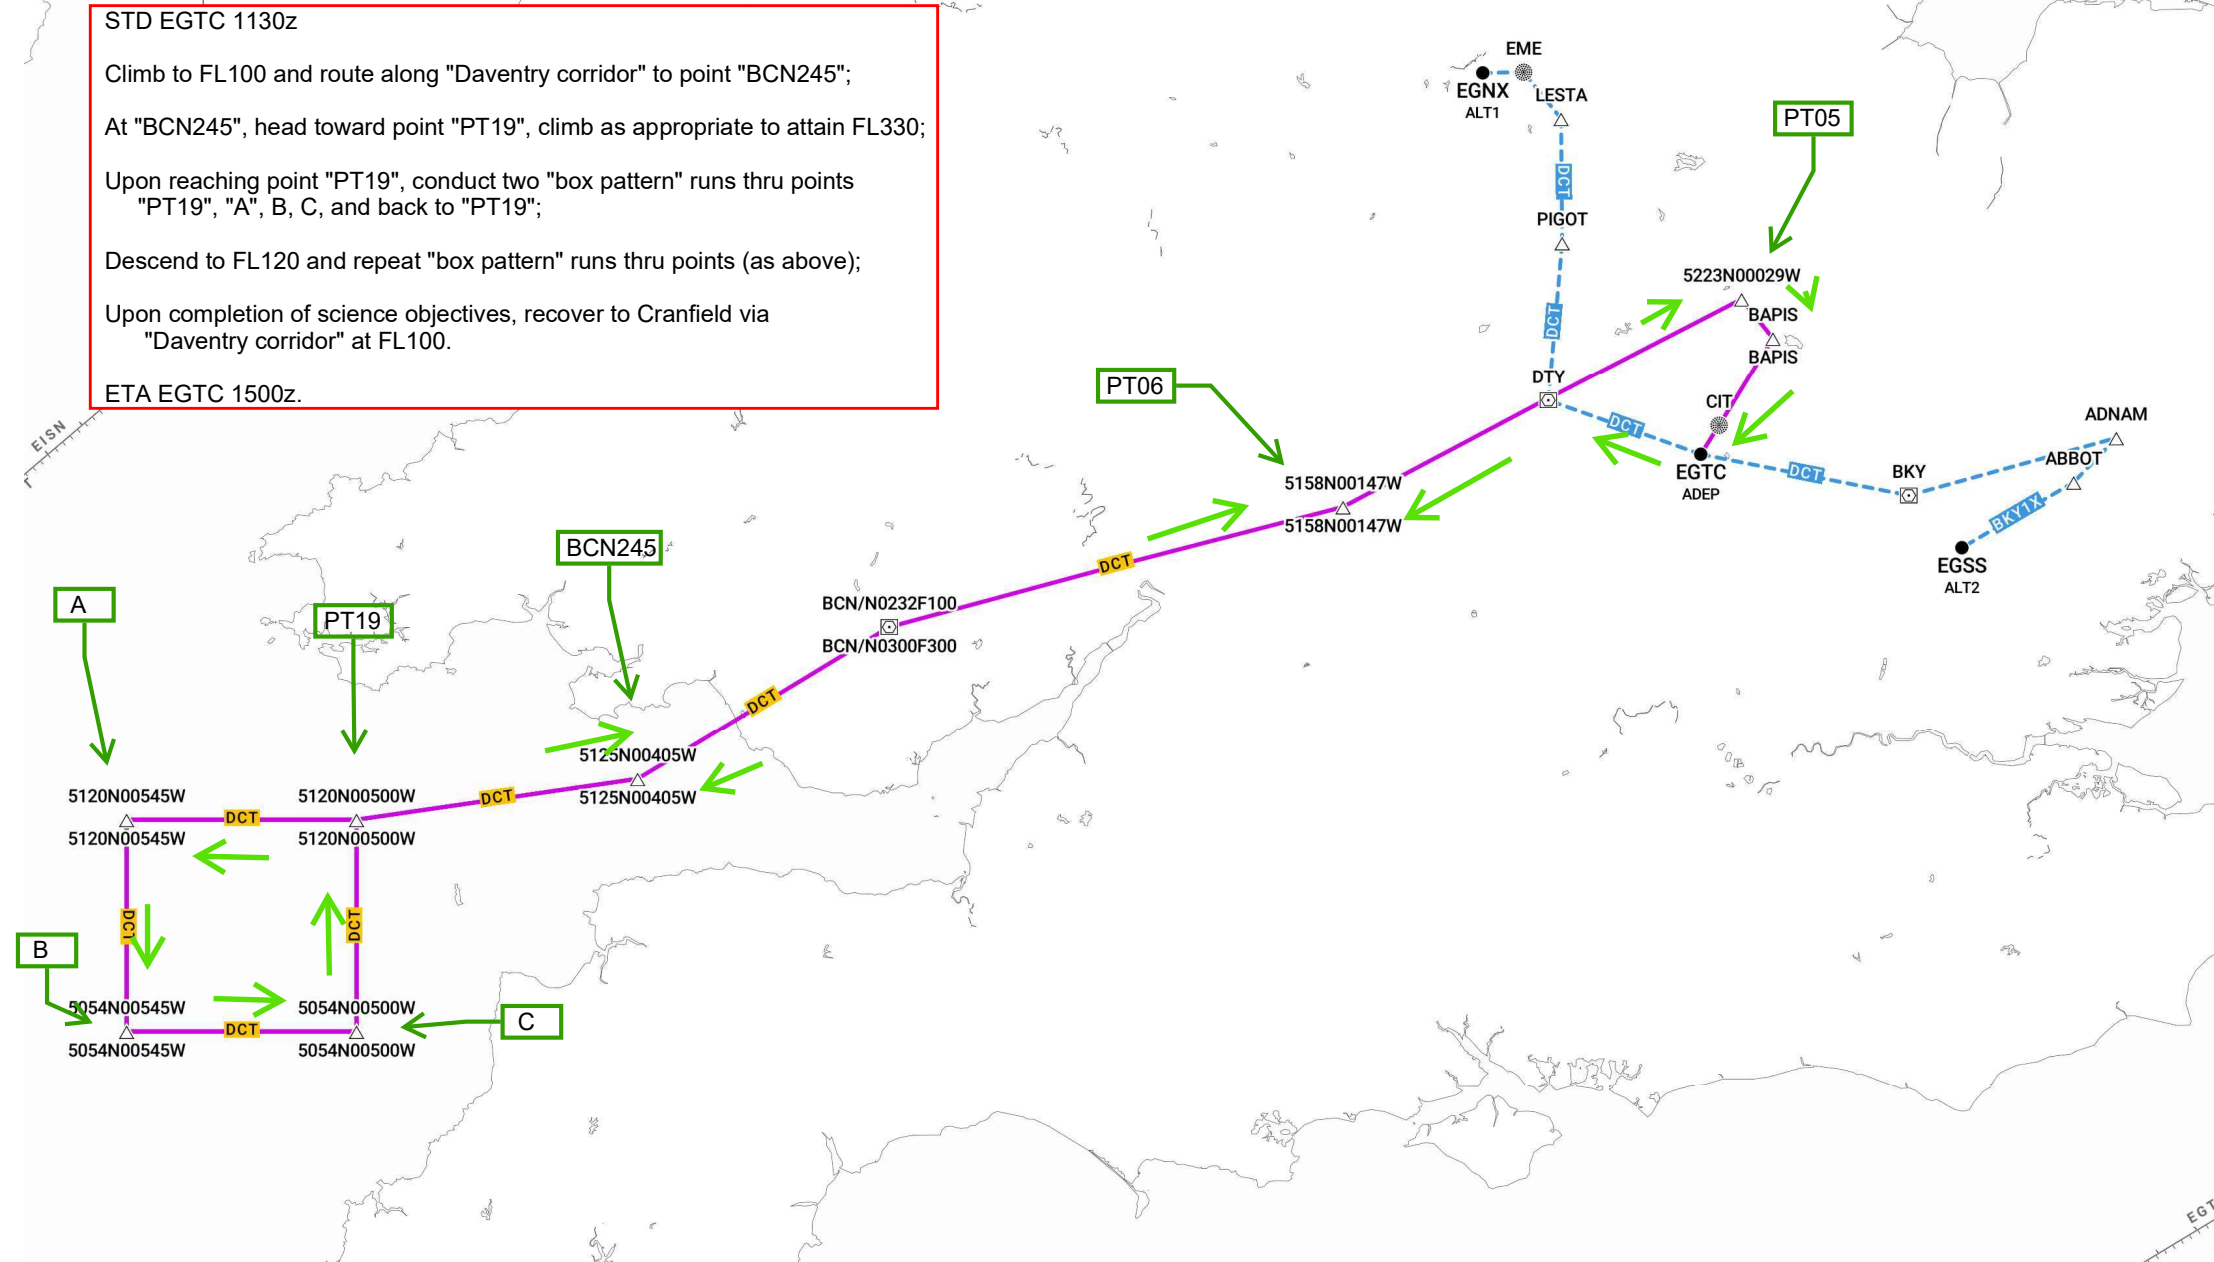 STD EGTC 1130z
Climb to FL100 and route along "Daventry corridor" to point "BCN245";
At "BCN245", head toward point "PT19", climb as appropriate to attain FL330;
Upon reaching point "PT19", conduct two "box pattern" runs thru points
"PT19", "A", B, C, and back to "PT19";
Descend to FL120 and repeat "box pattern" runs thru points (as above);
Upon completion of science objectives, recover to Cranfield via
"Daventry corridor" at FL100.
ETA EGTC 1500z.
EME
EGNX
ALT1
LESTA
DCT
PIGOT
DCT
PT05
5223N00029W
BAPIS
BAPIS
DTY
CIT
DCT
EGTC
ADEP
DCT
BKY
ADNAM
ABBOT
BKY1X
EGSS
ALT2
PT06
5158N00147W
5158N00147W
DCT
EISN
BCN245
BCN/N0232F100
BCN/N0300F300
DCT
A
PT19
5125N00405W
5125N00405W
DCT
5120N00545W
5120N00545W
DCT
5120N00500W
5120N00500W
DCT
DCT
B
5054N00545W
5054N00545W
DCT
5054N00500W
5054N00500W
C
EGT